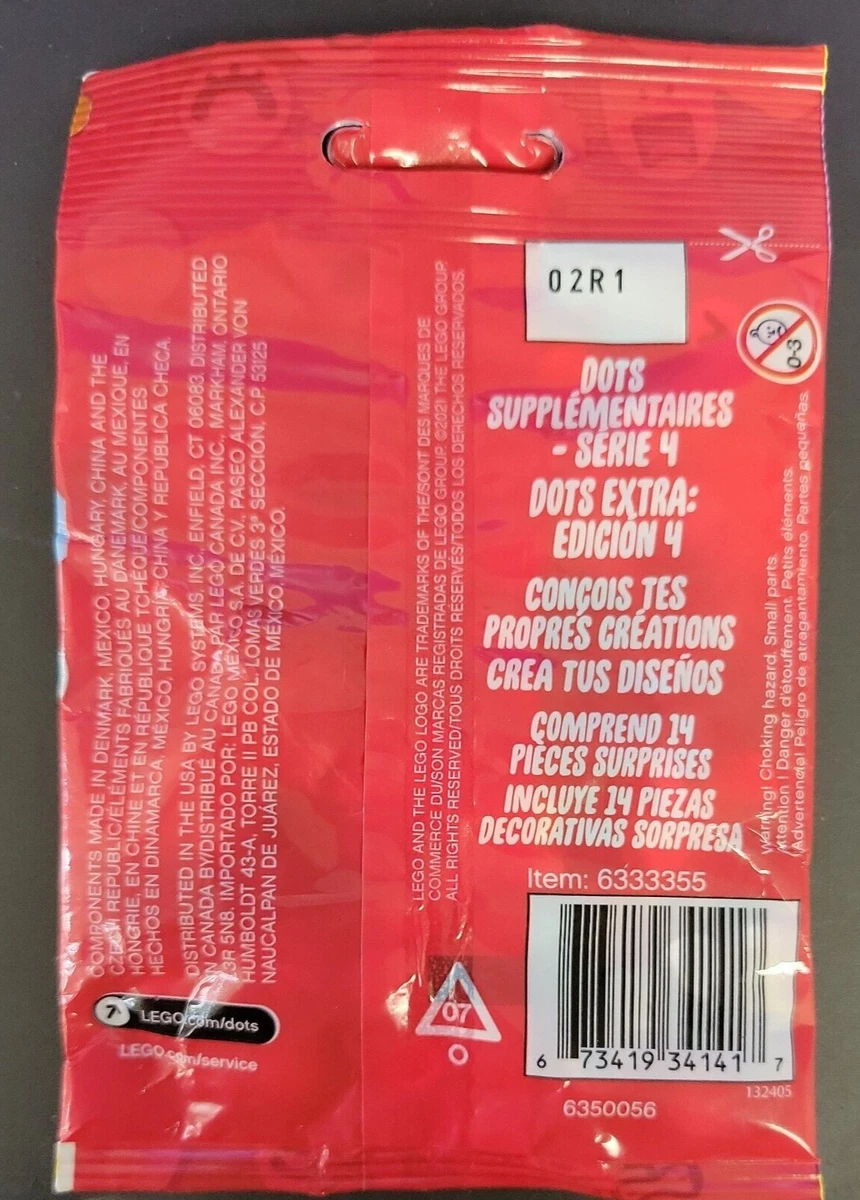 02R1
0-3
DOTS
SUPPLÉMENTAIRES
- SÉRIE 4
DOTS EXTRA:
EDICIÓN 4
CONÇOIS TES
PROPRES CRÉATIONS
CREA TUS DISEÑOS
COMPREND 14
PIÈCES SURPRISES
INCLUYE 14 PIEZAS
DECORATIVAS SORPRESA
Warning! Choking hazard. Small parts.
Attention ! Danger d'étouffement. Petits éléments.
¡Advertencia! Peligro de atragantamiento. Partes pequeñas.
Item: 6333355
6 73419 34141 7
132405
6350056
COMPONENTS MADE IN DENMARK, MEXICO, HUNGARY, CHINA AND THE
CZECH REPUBLIC/ÉLÉMENTS FABRIQUÉS AU DANEMARK, AU MEXIQUE, EN
HONGRIE, EN CHINE ET EN RÉPUBLIQUE TCHÈQUE/COMPONENTES
HECHOS EN DINAMARCA, MÉXICO, HUNGRÍA, CHINA Y REPÚBLICA CHECA.
DISTRIBUTED IN THE USA BY LEGO SYSTEMS, INC. ENFIELD, CT 06083. DISTRIBUTED
IN CANADA BY/DISTRIBUÉ AU CANADA PAR LEGO CANADA INC., MARKHAM, ONTARIO
L3R 5N8. IMPORTADO POR: LEGO MÉXICO S.A. DE C.V., PASEO ALEXANDER VON
HUMBOLDT 43-A, TORRE II PB COL. LOMAS VERDES 3ª SECCIÓN, C.P. 53125
NAUCALPAN DE JUÁREZ, ESTADO DE MÉXICO, MÉXICO.
LEGO AND THE LEGO LOGO ARE TRADEMARKS OF THE/SONT DES MARQUES DE
COMMERCE DU/SON MARCAS REGISTRADAS DE LEGO GROUP. ©2021 THE LEGO GROUP.
ALL RIGHTS RESERVED/TOUS DROITS RÉSERVÉS/TODOS LOS DERECHOS RESERVADOS.
7
LEGO.com/dots
LEGO.com/service
07